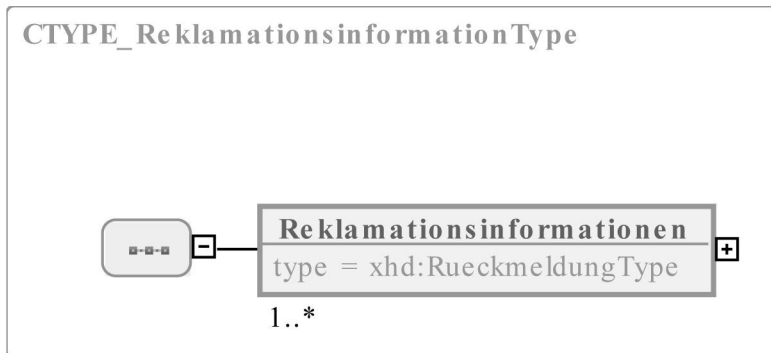 CTYPE_ReklamationsinformationType
Reklamationsinformationen
type = xhd:RueckmeldungType
1..*